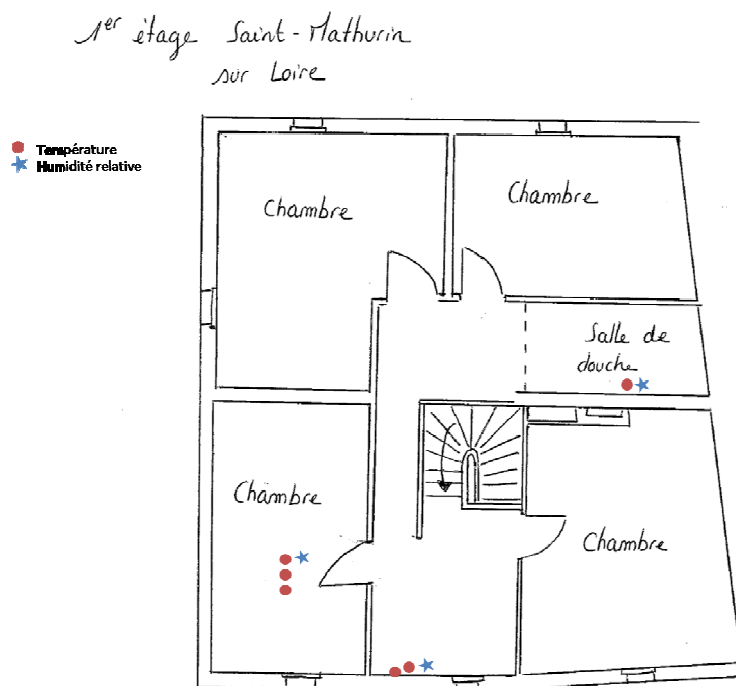 1er étage Saint-Mathurin
sur Loire
Température
Humidité relative
Chambre
Chambre
Salle de
douche
Chambre
Chambre